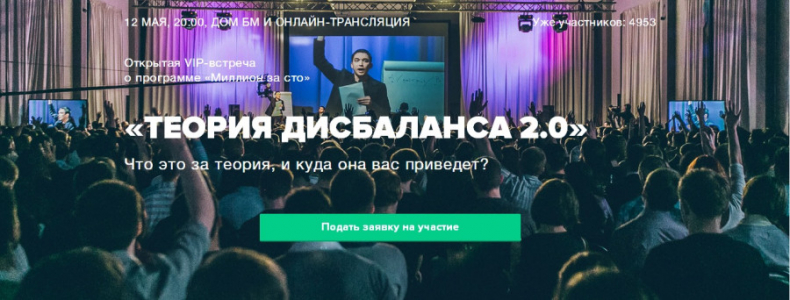 12 МАЯ, 20:00, ДОМ БМ И ОНЛАЙН-ТРАНСЛЯЦИЯ
Уже участников: 4953
Открытая VIP-встреча
о программе «Миллион за сто»
«ТЕОРИЯ ДИСБАЛАНСА 2.0»
Что это за теория, и куда она вас приведет?
Подать заявку на участие